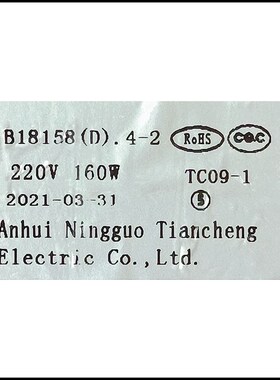 B18158(D).4-2 RoHS CQC
220V 160W TC09-1
2021-03-31 5
Anhui Ningguo Tiancheng
Electric Co.,Ltd.